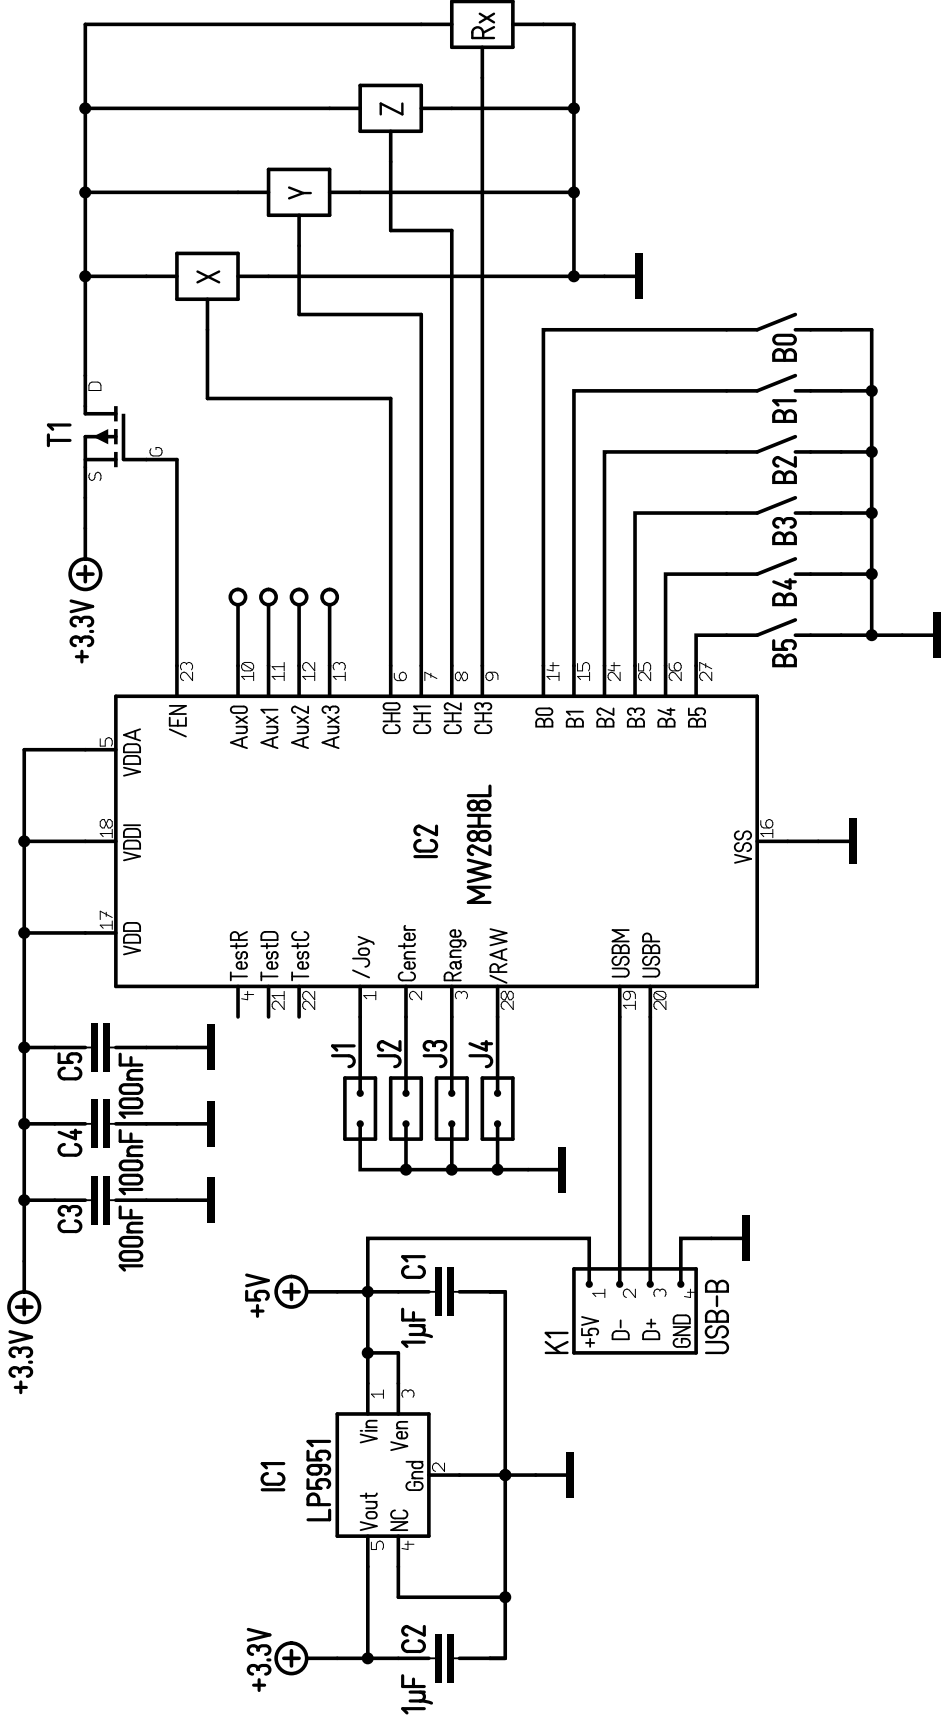 +3.3V
+5V
+3.3V
IC1
LP5951
Vout
Vin
NC
Ven
Gnd
5
1
4
3
2
C2
1µF
C1
1µF
K1
+5V
D-
D+
GND
1
2
3
4
USB-B
+3.3V
C3
100nF
C4
100nF
C5
100nF
J1
J2
J3
J4
17
18
5
VDD
VDDI
VDDA
4
TestR
21
TestD
22
TestC
1
/Joy
2
Center
3
Range
28
/RAW
19
USBM
20
USBP
IC2
MW28H8L
VSS
16
/EN
23
Aux0
10
Aux1
11
Aux2
12
Aux3
13
CH0
6
CH1
7
CH2
8
CH3
9
B0
14
B1
15
B2
24
B3
25
B4
26
B5
27
+3.3V
T1
S
G
D
X
Y
Z
Rx
B5
B4
B3
B2
B1
B0